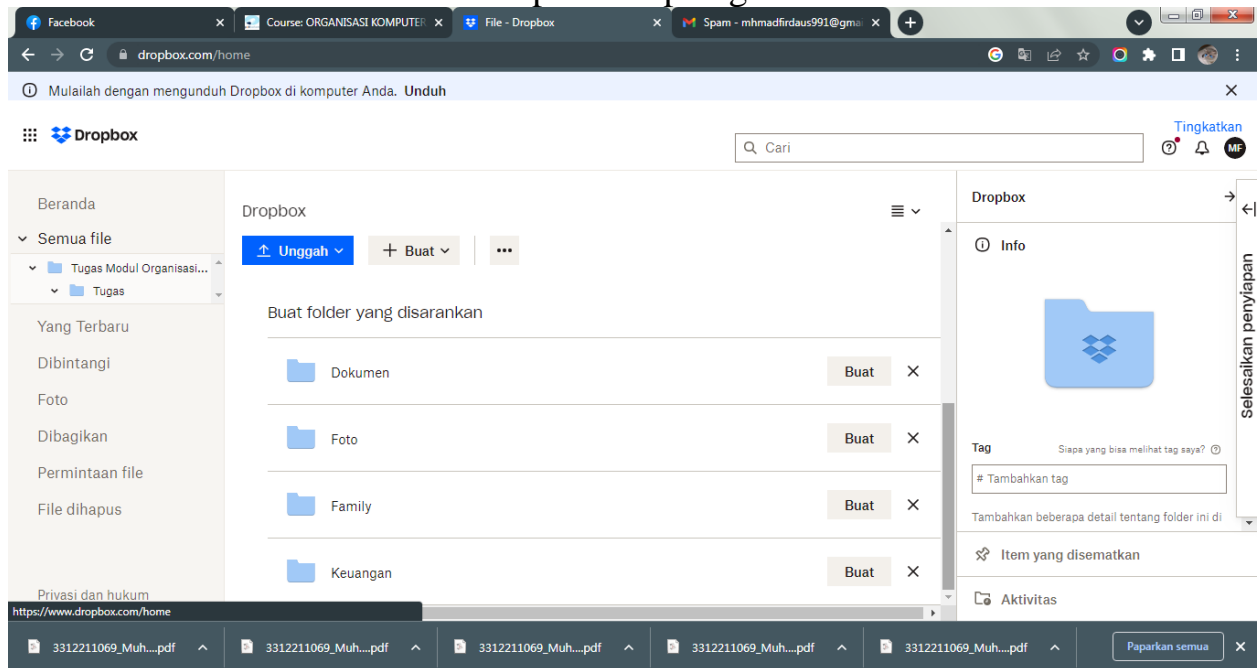 Facebook
Course: ORGANISASI KOMPUTER
File - Dropbox
Spam - mhmadfirdaus991@gmai
dropbox.com/home
Mulailah dengan mengunduh Dropbox di komputer Anda. Unduh
Dropbox
Cari
Tingkatkan
MF
Beranda
Semua file
Tugas Modul Organisasi...
Tugas
Yang Terbaru
Dibintangi
Foto
Dibagikan
Permintaan file
File dihapus
Privasi dan hukum
https://www.dropbox.com/home
Dropbox
Unggah
Buat
Buat folder yang disarankan
Dokumen Buat
Foto Buat
Family Buat
Keuangan Buat
Dropbox
Info
Tag Siapa yang bisa melihat tag saya?
# Tambahkan tag
Tambahkan beberapa detail tentang folder ini di
Item yang disematkan
Aktivitas
Selesaikan penyiapan
3312211069_Muh....pdf
3312211069_Muh....pdf
3312211069_Muh....pdf
3312211069_Muh....pdf
3312211069_Muh....pdf
Paparkan semua